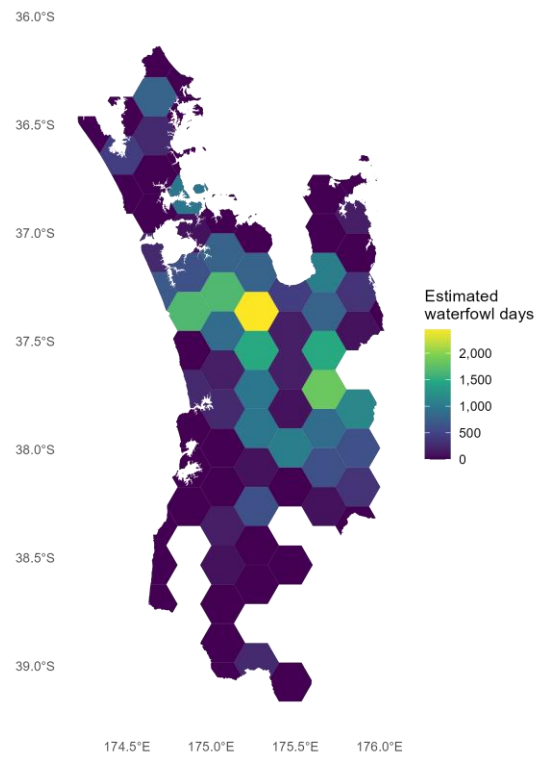 36.0°S
36.5°S
37.0°S
37.5°S
38.0°S
38.5°S
39.0°S
174.5°E
175.0°E
175.5°E
176.0°E
Estimated
waterfowl days
2,000
1,500
1,000
500
0